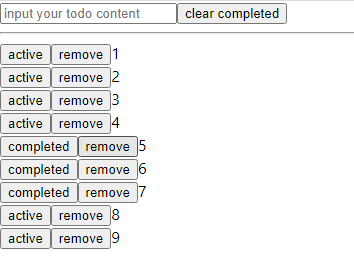 input your todo content clear completed
active remove 1
active remove 2
active remove 3
active remove 4
completed remove 5
completed remove 6
completed remove 7
active remove 8
active remove 9